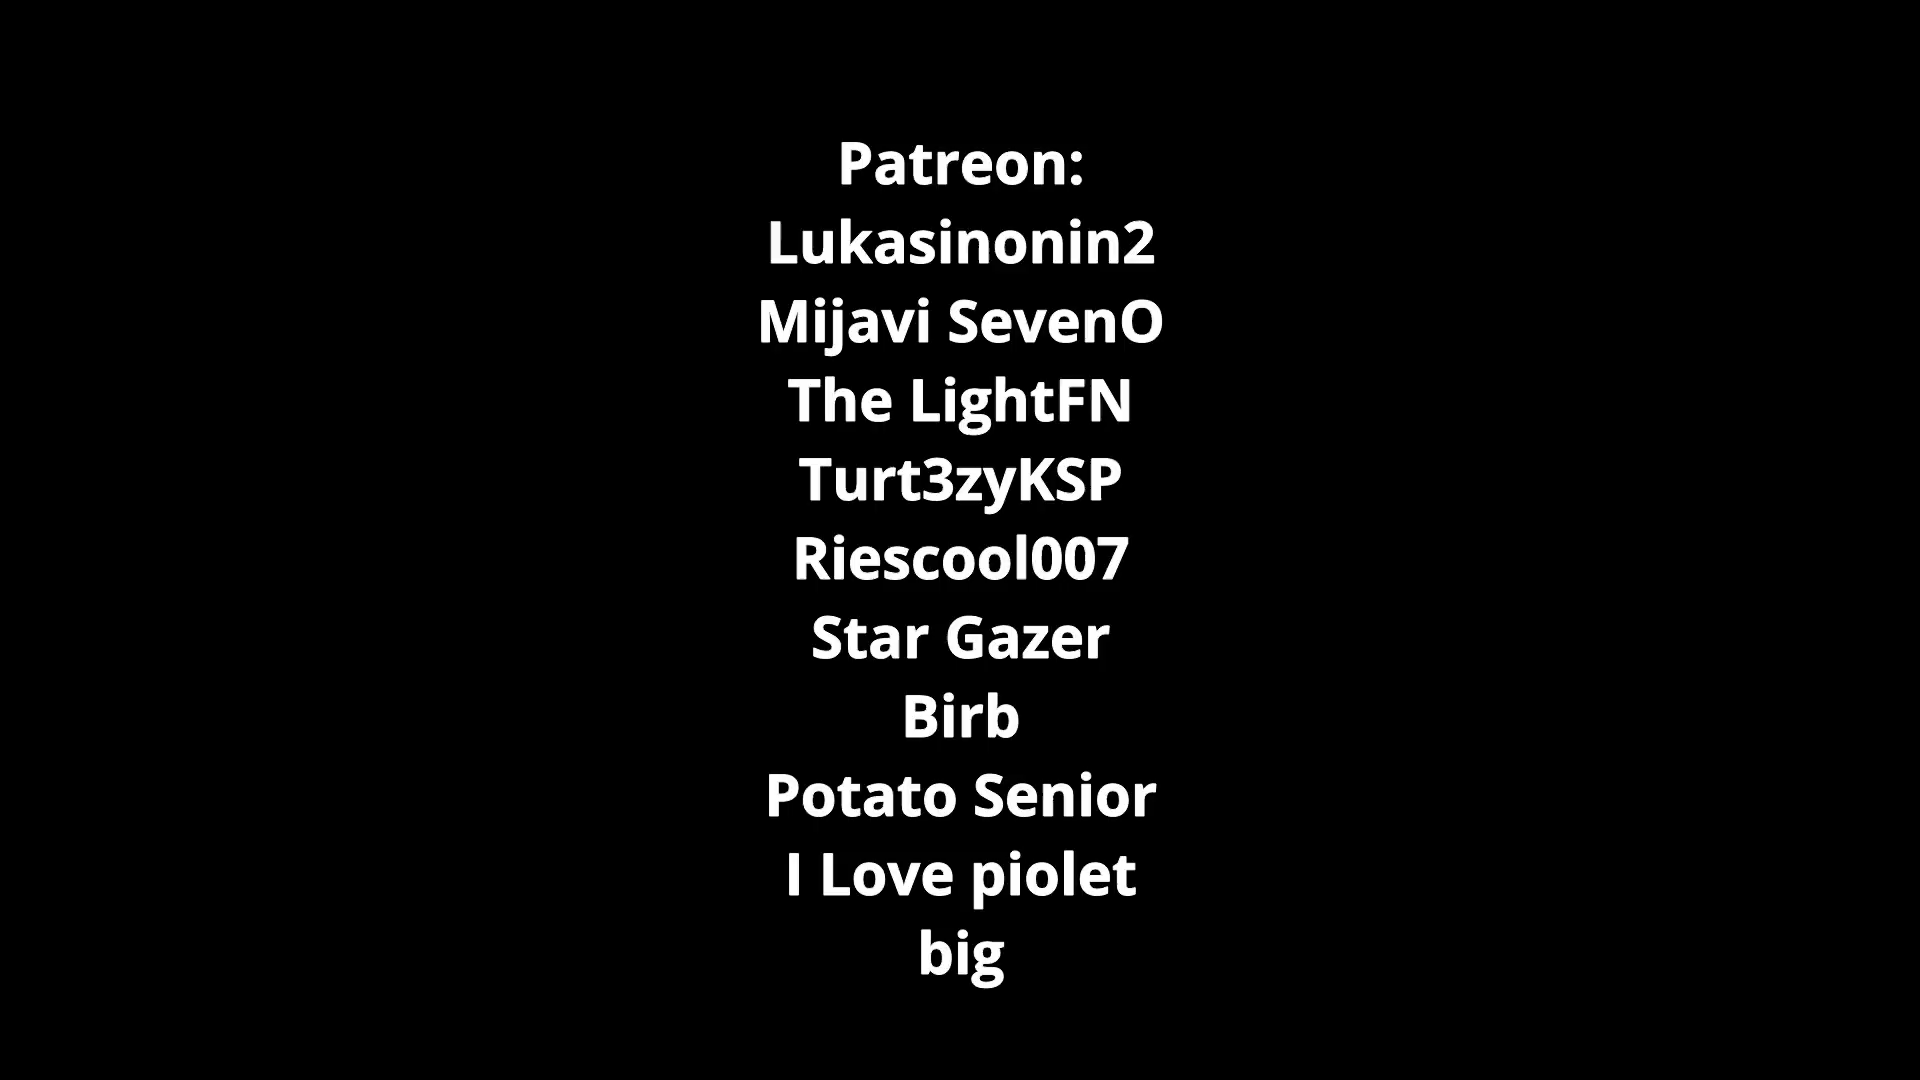 Patreon:
Lukasinonin2
Mijavi SevenO
The LightFN
Turt3zyKSP
Riescool007
Star Gazer
Birb
Potato Senior
I Love piolet
big